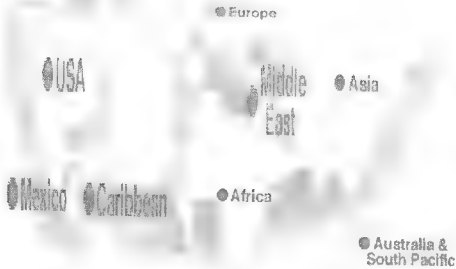 Europe
USA
Middle
East
Asia
Mexico
Caribbean
Africa
Australia &
South Pacific